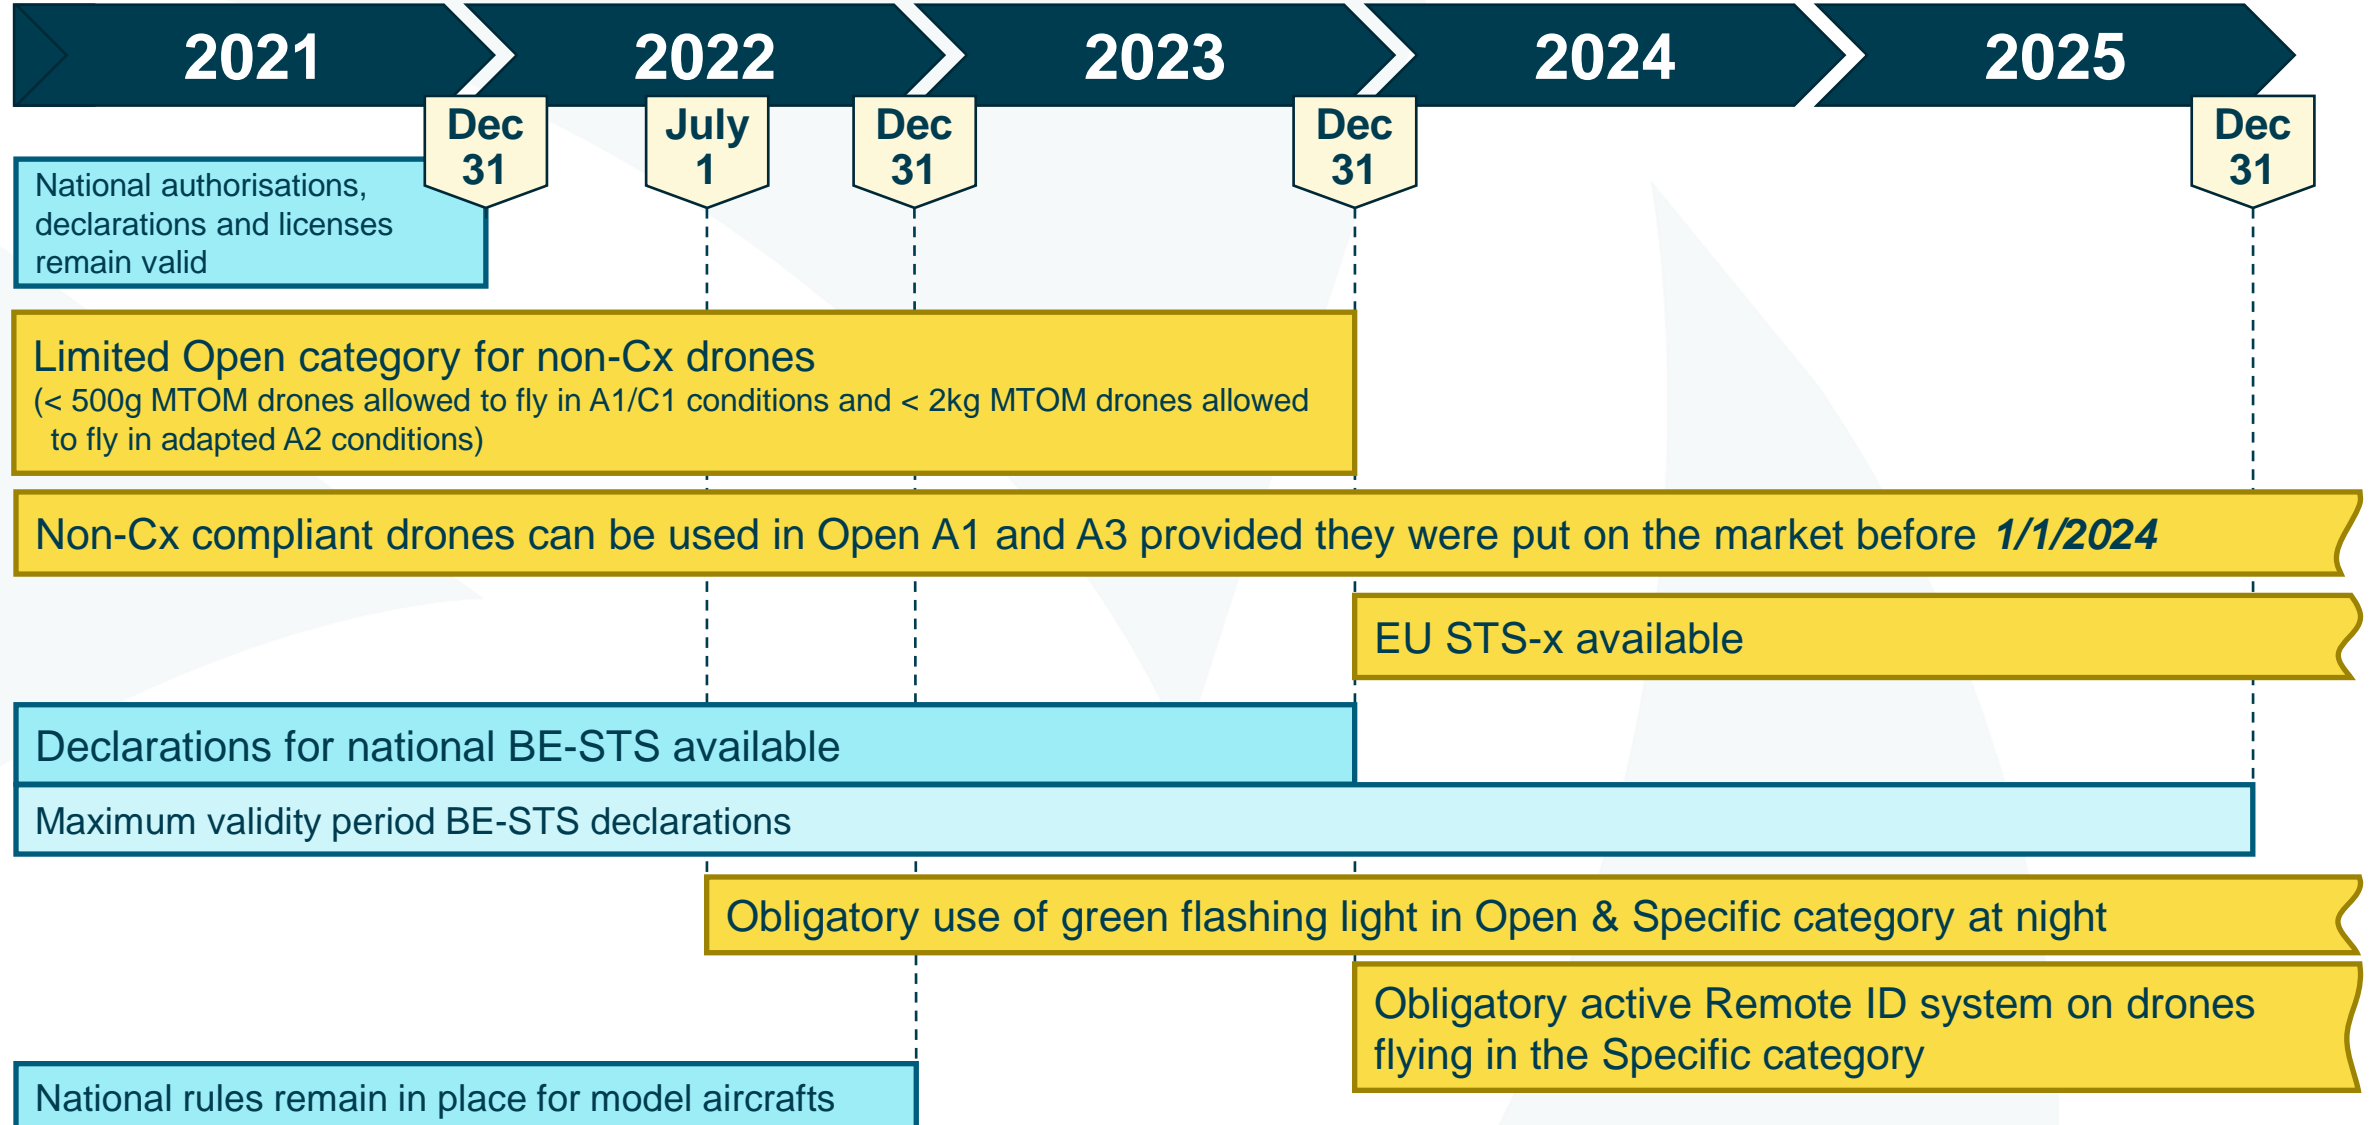 2021
2022
2023
2024
2025
Dec
31
July
1
Dec
31
Dec
31
Dec
31
National authorisations,
declarations and licenses
remain valid
Limited Open category for non-Cx drones
(< 500g MTOM drones allowed to fly in A1/C1 conditions and < 2kg MTOM drones allowed
to fly in adapted A2 conditions)
Non-Cx compliant drones can be used in Open A1 and A3 provided they were put on the market before 1/1/2024
EU STS-x available
Declarations for national BE-STS available
Maximum validity period BE-STS declarations
Obligatory use of green flashing light in Open & Specific category at night
Obligatory active Remote ID system on drones
flying in the Specific category
National rules remain in place for model aircrafts